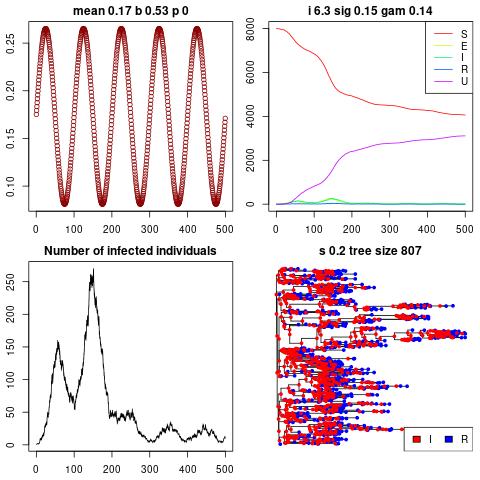 mean 0.17 b 0.53 p 0
0.10 0.15 0.20 0.25
0 100 200 300 400 500
i 6.3 sig 0.15 gam 0.14
0 2000 4000 6000 8000
0 100 200 300 400 500
S
E
I
R
U
Number of infected individuals
0 50 100 150 200 250
0 100 200 300 400 500
s 0.2 tree size 807
I R